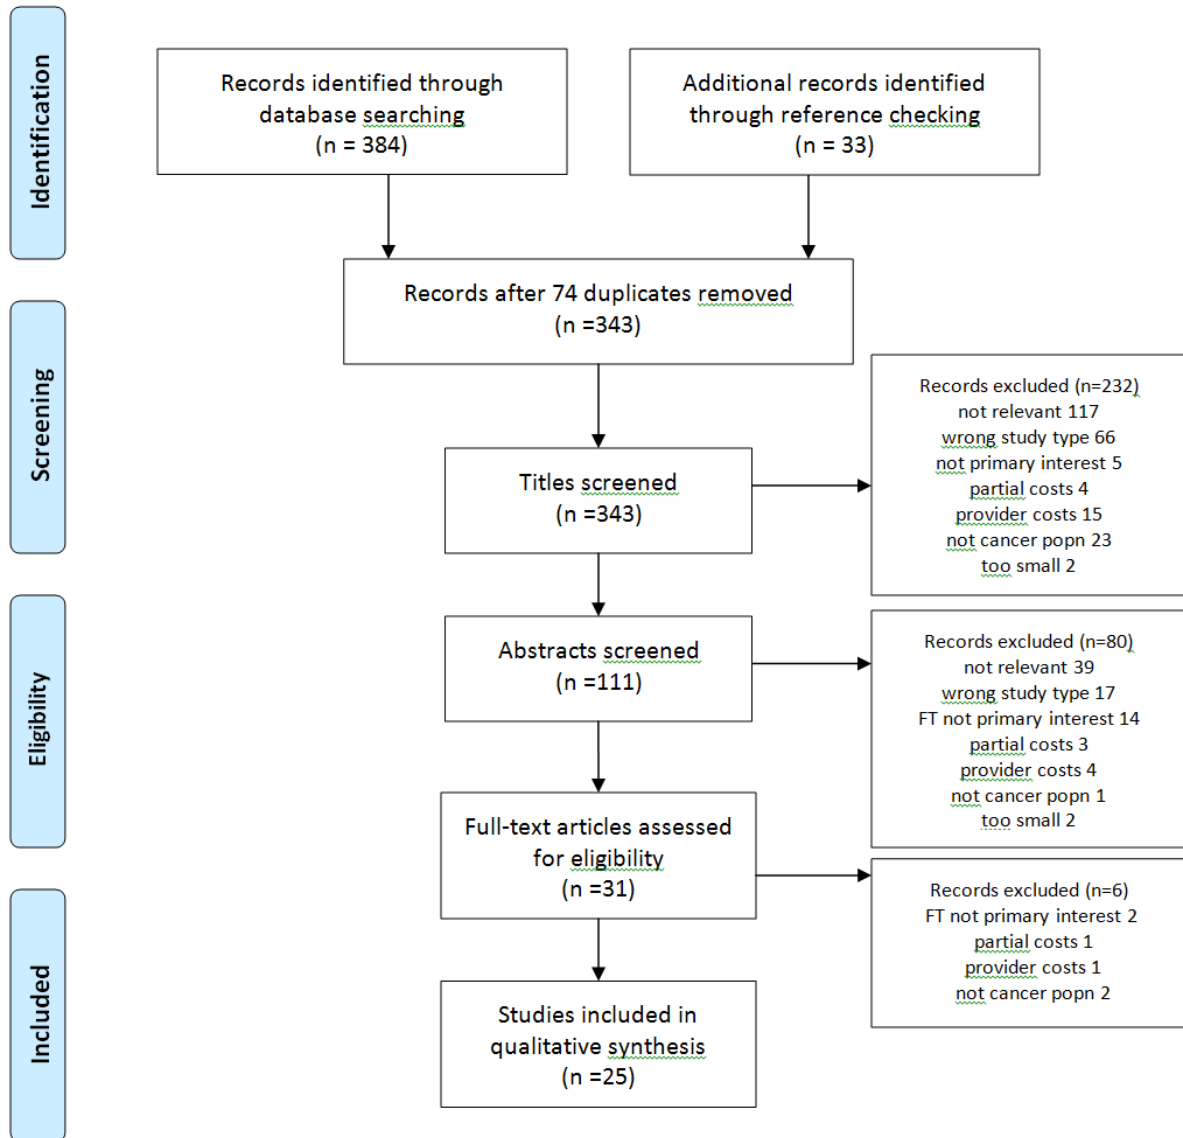 Identification
Records identified through
database searching
(n = 384)
Additional records identified
through reference checking
(n = 33)
Records after 74 duplicates removed
(n =343)
Screening
Titles screened
(n =343)
Records excluded (n=232)
not relevant 117
wrong study type 66
not primary interest 5
partial costs 4
provider costs 15
not cancer popn 23
too small 2
Eligibility
Abstracts screened
(n =111)
Records excluded (n=80)
not relevant 39
wrong study type 17
FT not primary interest 14
partial costs 3
provider costs 4
not cancer popn 1
too small 2
Full-text articles assessed
for eligibility
(n =31)
Records excluded (n=6)
FT not primary interest 2
partial costs 1
provider costs 1
not cancer popn 2
Included
Studies included in
qualitative synthesis
(n =25)